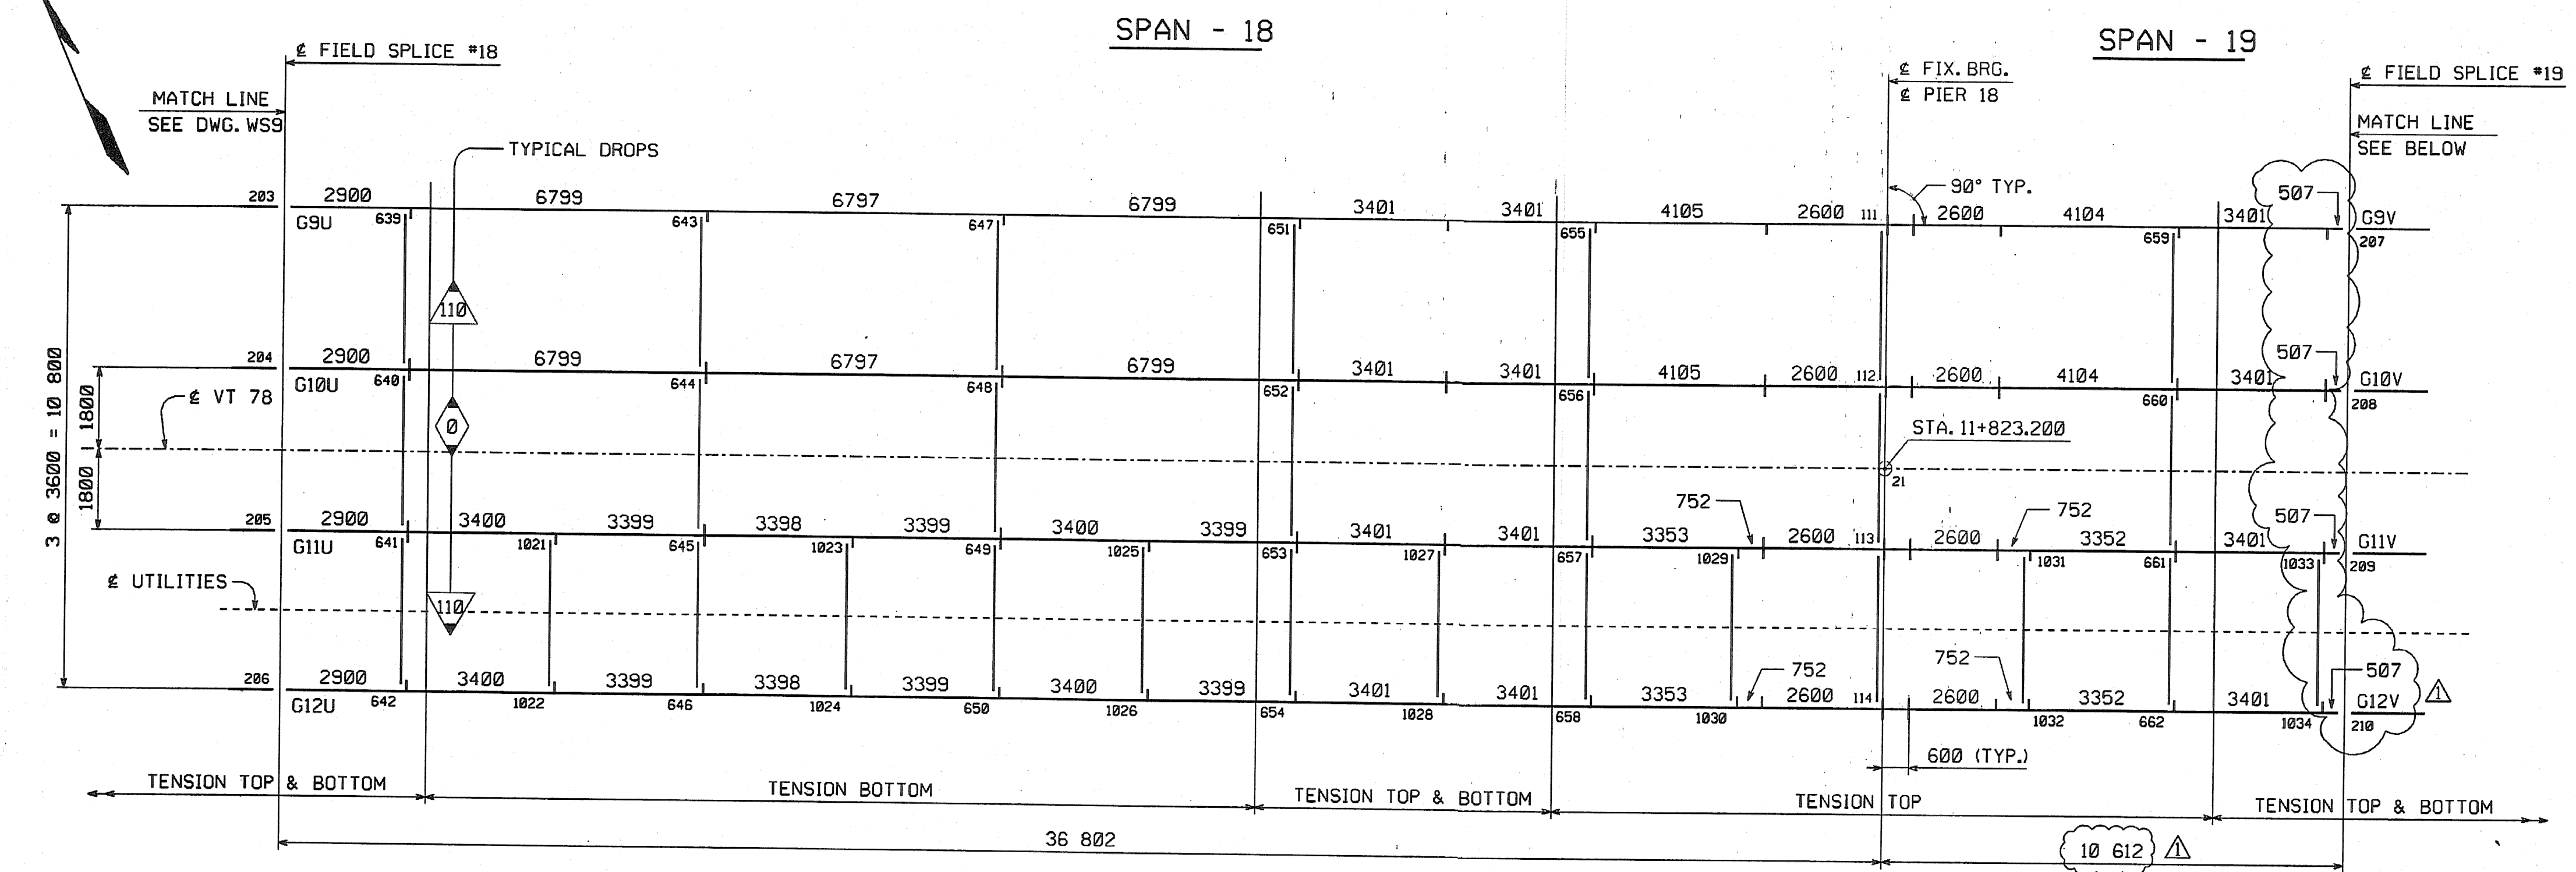 SPAN - 18
SPAN - 19
₵ FIELD SPLICE #18
₵ FIX. BRG.
₵ PIER 18
₵ FIELD SPLICE #19
MATCH LINE
SEE DWG. WS9
MATCH LINE
SEE BELOW
TYPICAL DROPS
90° TYP.
507
203 2900 6799 6797 6799 3401 3401 4105 2600 111 2600 4104 3401 G9V
G9U 639 643 647 651 655 659 207
110
507
204 2900 6799 6797 6799 3401 3401 4105 2600 112 2600 4104 3401 G10V
G10U 640 644 648 652 656 660 208
3 @ 3600 = 10 800
1800
1800
₵ VT 78
0
STA. 11+823.200
21
752 752 507
205 2900 3400 3399 3398 3399 3400 3399 3401 3401 3353 2600 113 2600 3352 3401 G11V
G11U 641 1021 645 1023 649 1025 653 1027 657 1029 1031 661 1033 209
₵ UTILITIES
110
752 752 507
206 2900 3400 3399 3398 3399 3400 3399 3401 3401 3353 2600 114 2600 3352 3401 G12V 1
G12U 642 1022 646 1024 650 1026 654 1028 658 1030 1032 662 1034 210
600 (TYP.)
TENSION TOP & BOTTOM
TENSION BOTTOM
TENSION TOP & BOTTOM
TENSION TOP
TENSION TOP & BOTTOM
36 802
10 612 1